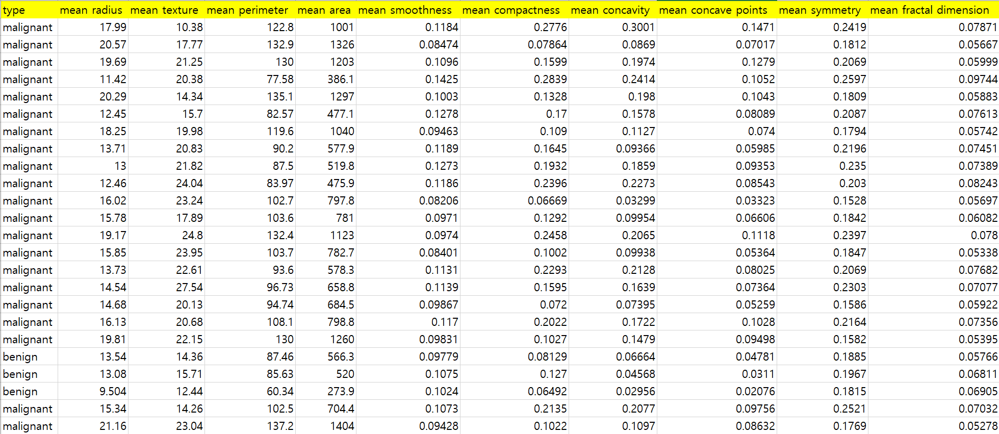 type mean radius mean texture mean perimeter mean area mean smoothness mean compactness mean concavity mean concave points mean symmetry mean fractal dimension
malignant 17.99 10.38 122.8 1001 0.1184 0.2776 0.3001 0.1471 0.2419 0.07871
malignant 20.57 17.77 132.9 1326 0.08474 0.07864 0.0869 0.07017 0.1812 0.05667
malignant 19.69 21.25 130 1203 0.1096 0.1599 0.1974 0.1279 0.2069 0.05999
malignant 11.42 20.38 77.58 386.1 0.1425 0.2839 0.2414 0.1052 0.2597 0.09744
malignant 20.29 14.34 135.1 1297 0.1003 0.1328 0.198 0.1043 0.1809 0.05883
malignant 12.45 15.7 82.57 477.1 0.1278 0.17 0.1578 0.08089 0.2087 0.07613
malignant 18.25 19.98 119.6 1040 0.09463 0.109 0.1127 0.074 0.1794 0.05742
malignant 13.71 20.83 90.2 577.9 0.1189 0.1645 0.09366 0.05985 0.2196 0.07451
malignant 13 21.82 87.5 519.8 0.1273 0.1932 0.1859 0.09353 0.235 0.07389
malignant 12.46 24.04 83.97 475.9 0.1186 0.2396 0.2273 0.08543 0.203 0.08243
malignant 16.02 23.24 102.7 797.8 0.08206 0.06669 0.03299 0.03323 0.1528 0.05697
malignant 15.78 17.89 103.6 781 0.0971 0.1292 0.09954 0.06606 0.1842 0.06082
malignant 19.17 24.8 132.4 1123 0.0974 0.2458 0.2065 0.1118 0.2397 0.078
malignant 15.85 23.95 103.7 782.7 0.08401 0.1002 0.09938 0.05364 0.1847 0.05338
malignant 13.73 22.61 93.6 578.3 0.1131 0.2293 0.2128 0.08025 0.2069 0.07682
malignant 14.54 27.54 96.73 658.8 0.1139 0.1595 0.1639 0.07364 0.2303 0.07077
malignant 14.68 20.13 94.74 684.5 0.09867 0.072 0.07395 0.05259 0.1586 0.05922
malignant 16.13 20.68 108.1 798.8 0.117 0.2022 0.1722 0.1028 0.2164 0.07356
malignant 19.81 22.15 130 1260 0.09831 0.1027 0.1479 0.09498 0.1582 0.05395
benign 13.54 14.36 87.46 566.3 0.09779 0.08129 0.06664 0.04781 0.1885 0.05766
benign 13.08 15.71 85.63 520 0.1075 0.127 0.04568 0.0311 0.1967 0.06811
benign 9.504 12.44 60.34 273.9 0.1024 0.06492 0.02956 0.02076 0.1815 0.06905
malignant 15.34 14.26 102.5 704.4 0.1073 0.2135 0.2077 0.09756 0.2521 0.07032
malignant 21.16 23.04 137.2 1404 0.09428 0.1022 0.1097 0.08632 0.1769 0.05278